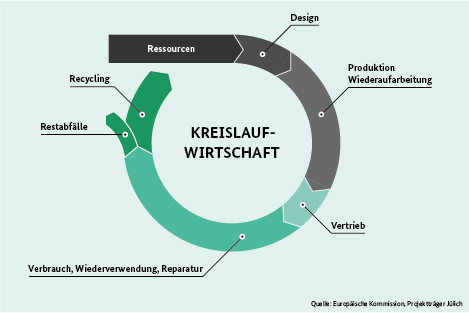 Design
Ressourcen
Produktion
Wiederaufarbeitung
Recycling
Restabfälle
KREISLAUF-
WIRTSCHAFT
Vertrieb
Verbrauch, Wiederverwendung, Reparatur
Quelle: Europäische Kommission, Projektträger Jülich